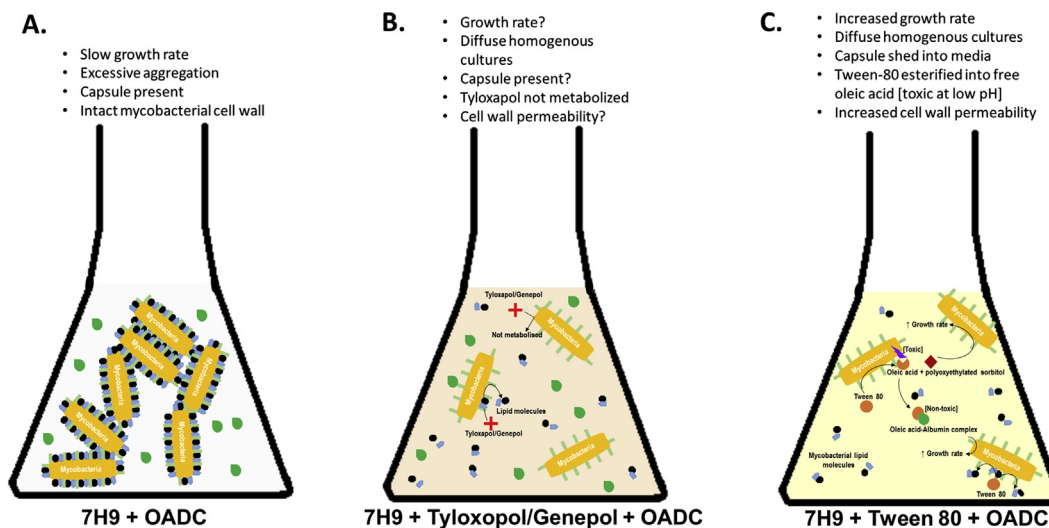 A.
• Slow growth rate
• Excessive aggregation
• Capsule present
• Intact mycobacterial cell wall
Mycobacteria
Mycobacteria
Mycobacteria
Mycobacteria
Mycobacteria
Mycobacteria
Mycobacteria
7H9 + OADC
B.
• Growth rate?
• Diffuse homogenous
cultures
• Capsule present?
• Tyloxapol not metabolized
• Cell wall permeability?
Tyloxapol/Genepol
Mycobacteria
Not metabolised
Mycobacteria
Lipid molecules
Tyloxapol/Genepol
Mycobacteria
7H9 + Tyloxopol/Genepol + OADC
C.
• Increased growth rate
• Diffuse homogenous cultures
• Capsule shed into media
• Tween-80 esterified into free
oleic acid [toxic at low pH]
• Increased cell wall permeability
Mycobacteria
↑ Growth rate
Mycobacteria
[Toxic]
Oleic acid + polyoxyethylated sorbitol
Tween 80
[Non-toxic]
Oleic acid-Albumin complex
↑ Growth rate
Mycobacteria
Mycobacterial lipid
molecules
Tween 80
7H9 + Tween 80 + OADC